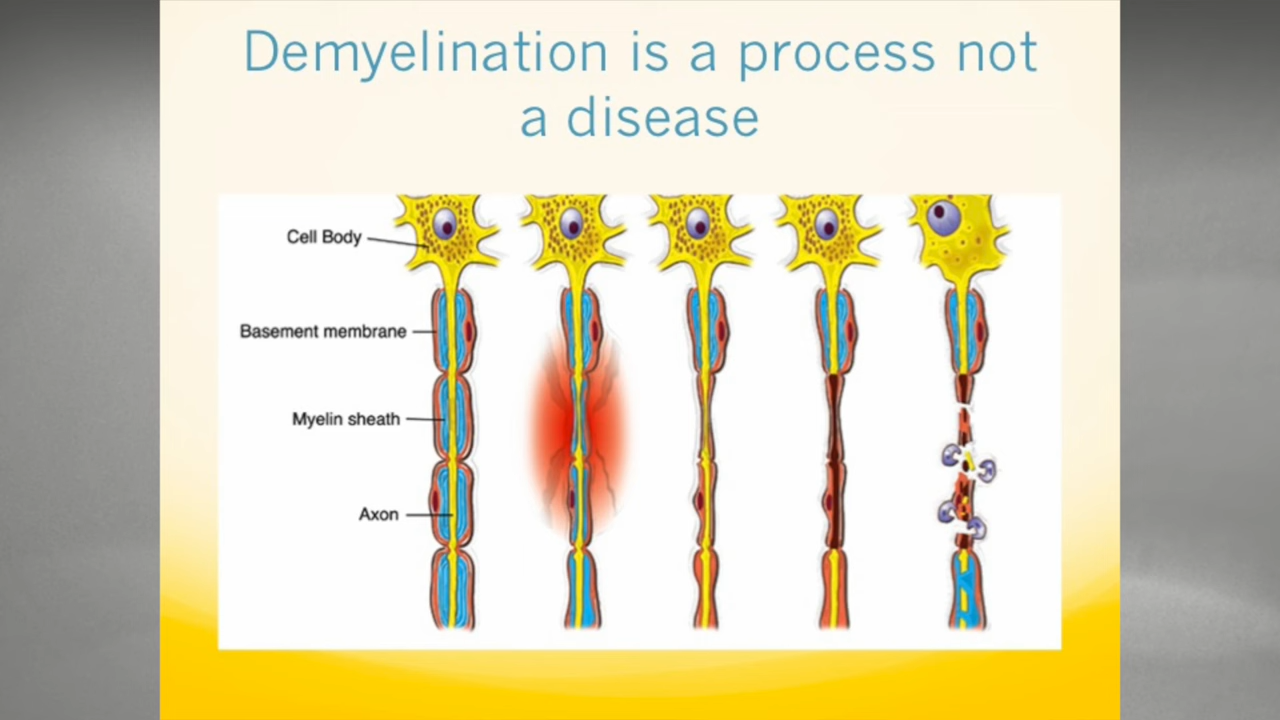 Demyelination is a process not
a disease
Cell Body
Basement membrane
Myelin sheath
Axon